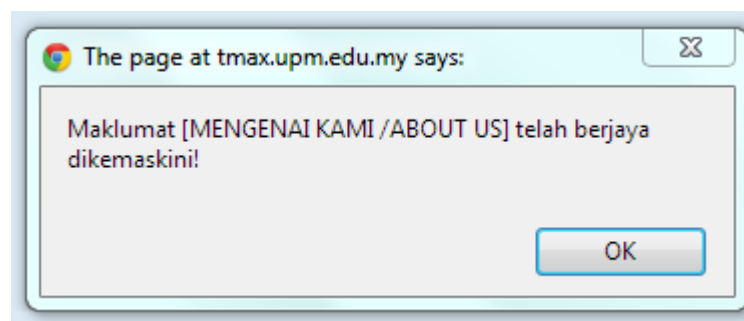 The page at tmax.upm.edu.my says:
Maklumat [MENGENAI KAMI /ABOUT US] telah berjaya
dikemaskini!
OK